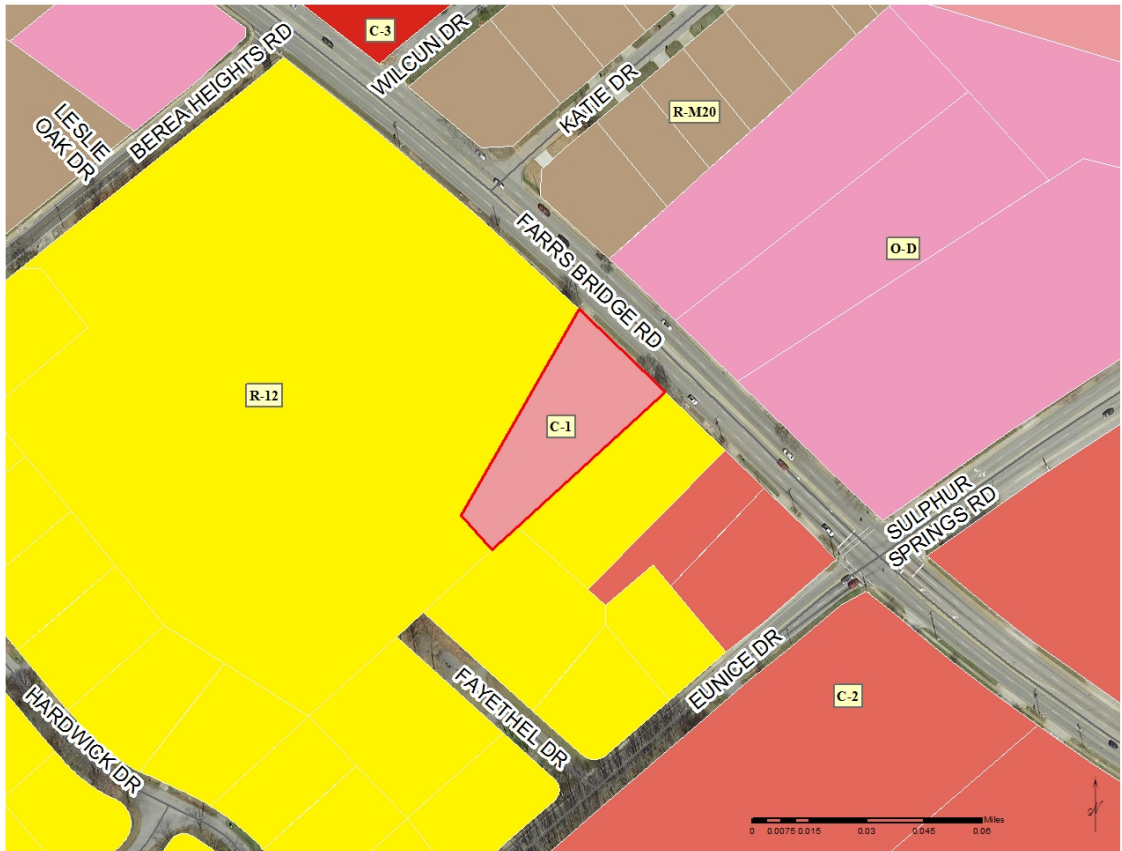 C-3
WILCUN DR
BEREA HEIGHTS RD
LESLIE
OAK DR
KATIE DR
R-M20
FARRS BRIDGE RD
O-D
R-12
C-1
SULPHUR
SPRINGS RD
EUNICE DR
C-2
FAYETHEL DR
HARDWICK DR
Miles
0 0.0075 0.015 0.03 0.045 0.06
N